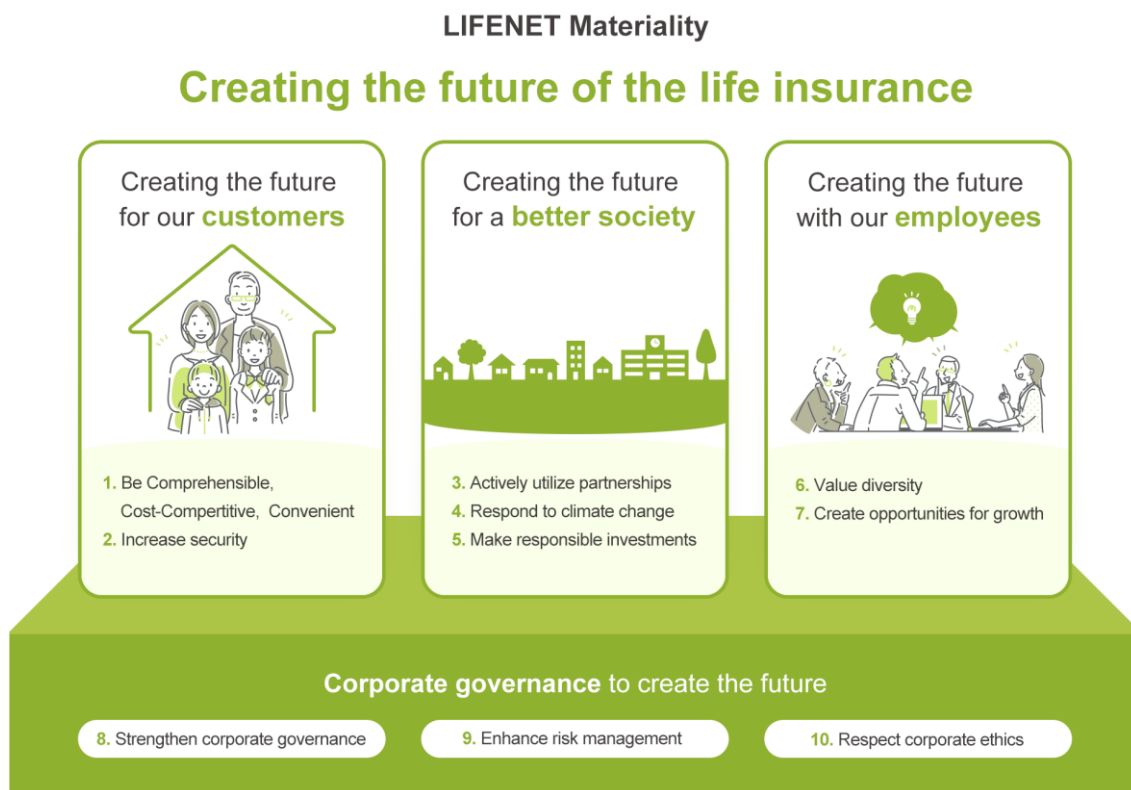 LIFENET Materiality
Creating the future of the life insurance
Creating the future
for our customers
1. Be Comprehensible,
Cost-Compertitive, Convenient
2. Increase security
Creating the future
for a better society
3. Actively utilize partnerships
4. Respond to climate change
5. Make responsible investments
Creating the future
with our employees
6. Value diversity
7. Create opportunities for growth
Corporate governance to create the future
8. Strengthen corporate governance
9. Enhance risk management
10. Respect corporate ethics